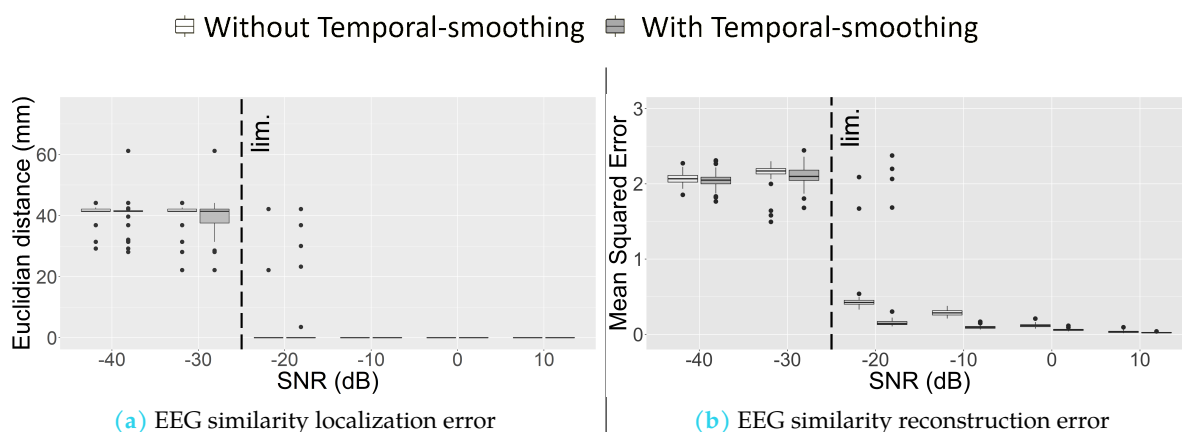 Without Temporal-smoothing With Temporal-smoothing
Euclidian distance (mm)
60
40
20
0
lim.
-40 -30 -20 -10 0 10
SNR (dB)
(a) EEG similarity localization error
Mean Squared Error
3
2
1
0
lim.
-40 -30 -20 -10 0 10
SNR (dB)
(b) EEG similarity reconstruction error